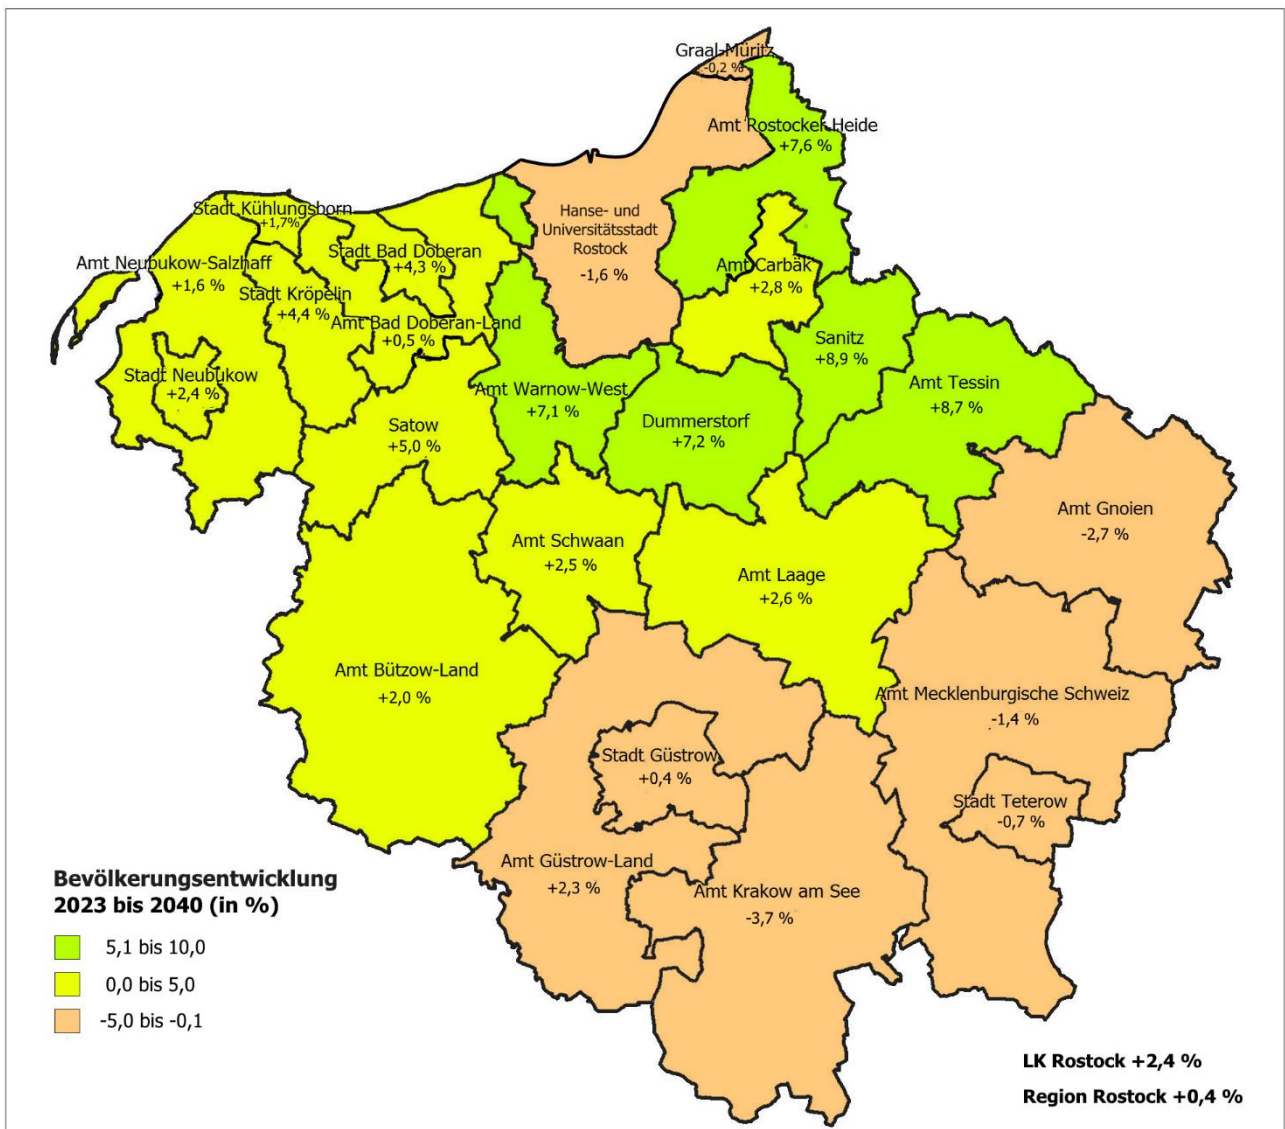 Graal-Müritz
-0,2 %
Amt Rostocker Heide
+7,6 %
Stadt Kühlungsborn
+1,7%
Hanse- und
Universitätsstadt
Rostock
-1,6 %
Stadt Bad Doberan
+4,3 %
Amt Neubukow-Salzhaff
+1,6 %
Amt Carbäk
+2,8 %
Stadt Kröpelin
+4,4 %
Amt Bad Doberan-Land
+0,5 %
Sanitz
+8,9 %
Stadt Neubukow
+2,4 %
Amt Warnow-West
+7,1 %
Amt Tessin
+8,7 %
Satow
+5,0 %
Dummerstorf
+7,2 %
Amt Gnoien
-2,7 %
Amt Schwaan
+2,5 %
Amt Laage
+2,6 %
Amt Bützow-Land
+2,0 %
Amt Mecklenburgische Schweiz
-1,4 %
Stadt Güstrow
+0,4 %
Stadt Teterow
-0,7 %
Amt Güstrow-Land
+2,3 %
Amt Krakow am See
-3,7 %
Bevölkerungsentwicklung
2023 bis 2040 (in %)
5,1 bis 10,0
0,0 bis 5,0
-5,0 bis -0,1
LK Rostock +2,4 %
Region Rostock +0,4 %